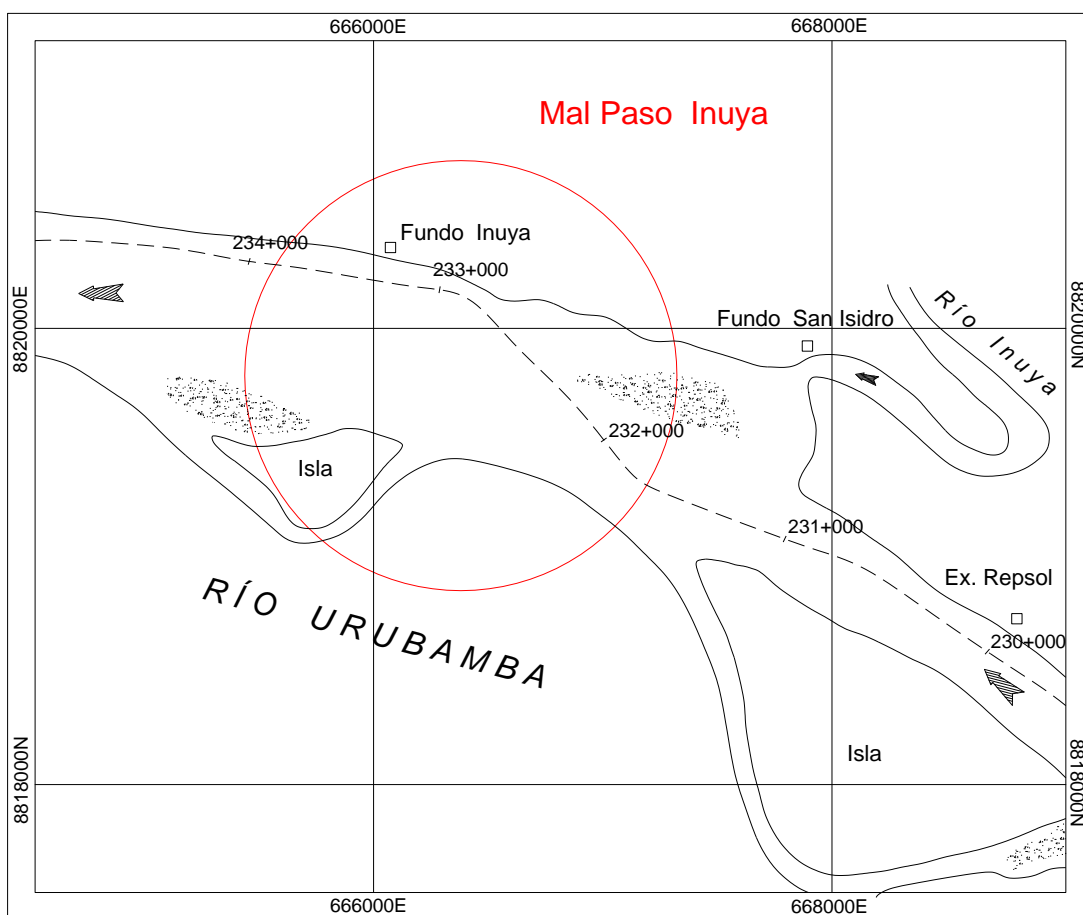 666000E
668000E
Mal Paso Inuya
Fundo Inuya
234+000
233+000
8820000E
8820000N
Fundo San Isidro
Río Inuya
232+000
Isla
231+000
Ex. Repsol
RÍO URUBAMBA
230+000
Isla
8818000N
8818000N
666000E
668000E